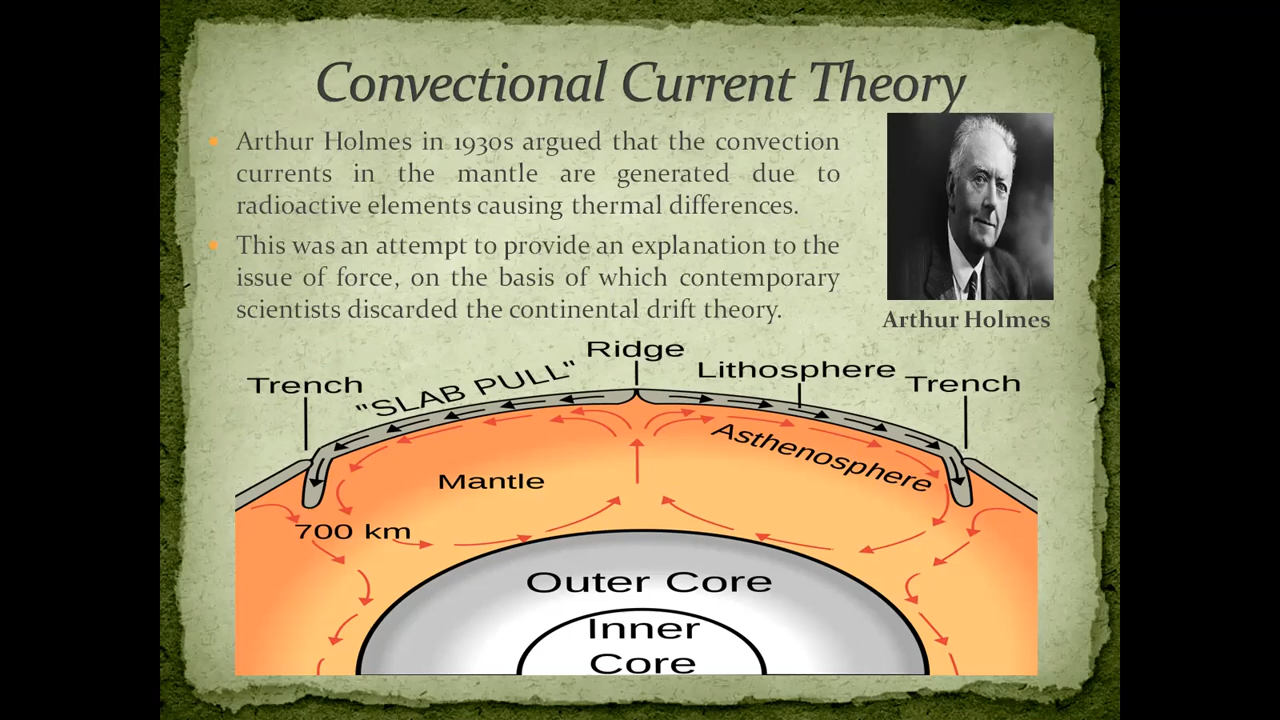 Convectional Current Theory
Arthur Holmes in 1930s argued that the convection
currents in the mantle are generated due to
radioactive elements causing thermal differences.
This was an attempt to provide an explanation to the
issue of force, on the basis of which contemporary
scientists discarded the continental drift theory.
Arthur Holmes
Ridge
Trench
"SLAB PULL"
Lithosphere
Trench
Asthenosphere
Mantle
700 km
Outer Core
Inner
Core